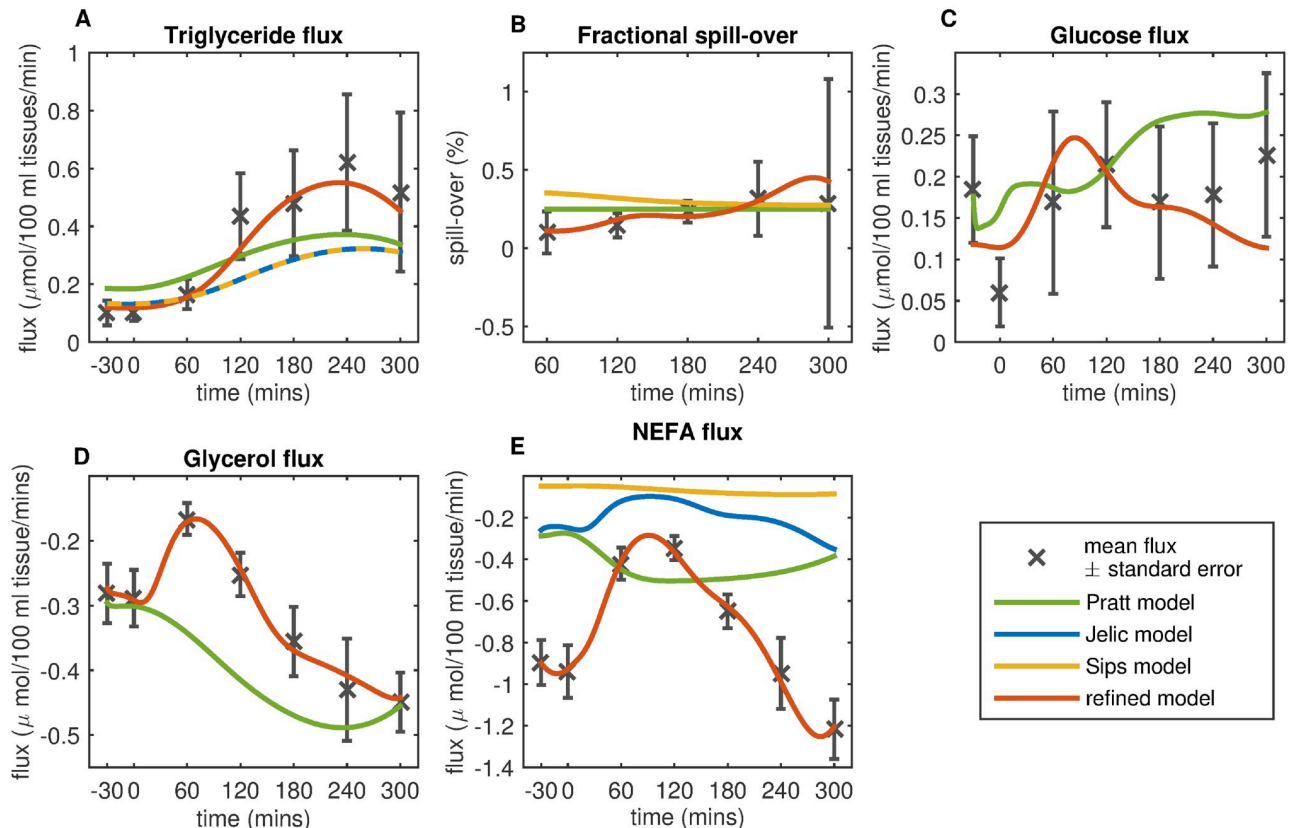 A
Triglyceride flux
flux ( μmol/100 ml tissues/min)
1
0.8
0.6
0.4
0.2
0
-30 0 60 120 180 240 300
time (mins)
B
Fractional spill-over
spill-over (%)
1
0.5
0
-0.5
60 120 180 240 300
time (mins)
C
Glucose flux
flux ( μmol/100 ml tissues/min)
0.3
0.25
0.2
0.15
0.1
0.05
0
0 60 120 180 240 300
time (mins)
D
Glycerol flux
flux ( μ mol/100 ml tissue/mins)
-0.2
-0.3
-0.4
-0.5
-30 0 60 120 180 240 300
time (mins)
E
NEFA flux
flux ( μ mol/100 ml tissue/min)
-0.2
-0.4
-0.6
-0.8
-1
-1.2
-1.4
-30 0 60 120 180 240 300
time (mins)
mean flux
± standard error
Pratt model
Jelic model
Sips model
refined model